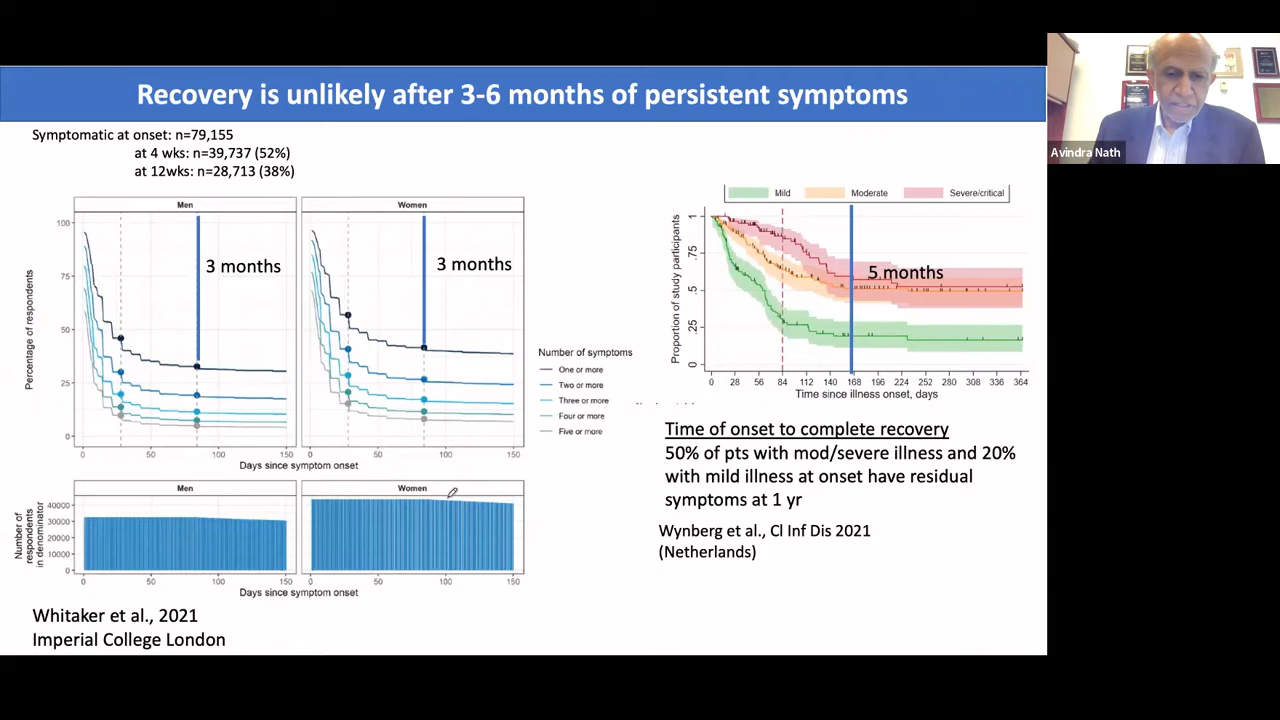 Recovery is unlikely after 3-6 months of persistent symptoms
Symptomatic at onset: n=79,155
at 4 wks: n=39,737 (52%)
at 12wks: n=28,713 (38%)
Men
Women
100
75
50
25
0
Percentage of respondents
3 months
3 months
0 50 100 150
0 50 100 150
Days since symptom onset
Number of symptoms
One or more
Two or more
Three or more
Four or more
Five or more
Men
Women
40000
30000
20000
10000
0
Number of
respondents
in denominator
0 50 100 150
0 50 100 150
Days since symptom onset
Whitaker et al., 2021
Imperial College London
Mild
Moderate
Severe/critical
1
.75
.5
.25
0
Proportion of study participants
5 months
0 28 56 84 112 140 168 196 224 252 280 308 336 364
Time since illness onset, days
Time of onset to complete recovery
50% of pts with mod/severe illness and 20%
with mild illness at onset have residual
symptoms at 1 yr
Wynberg et al., Cl Inf Dis 2021
(Netherlands)
Avindra Nath